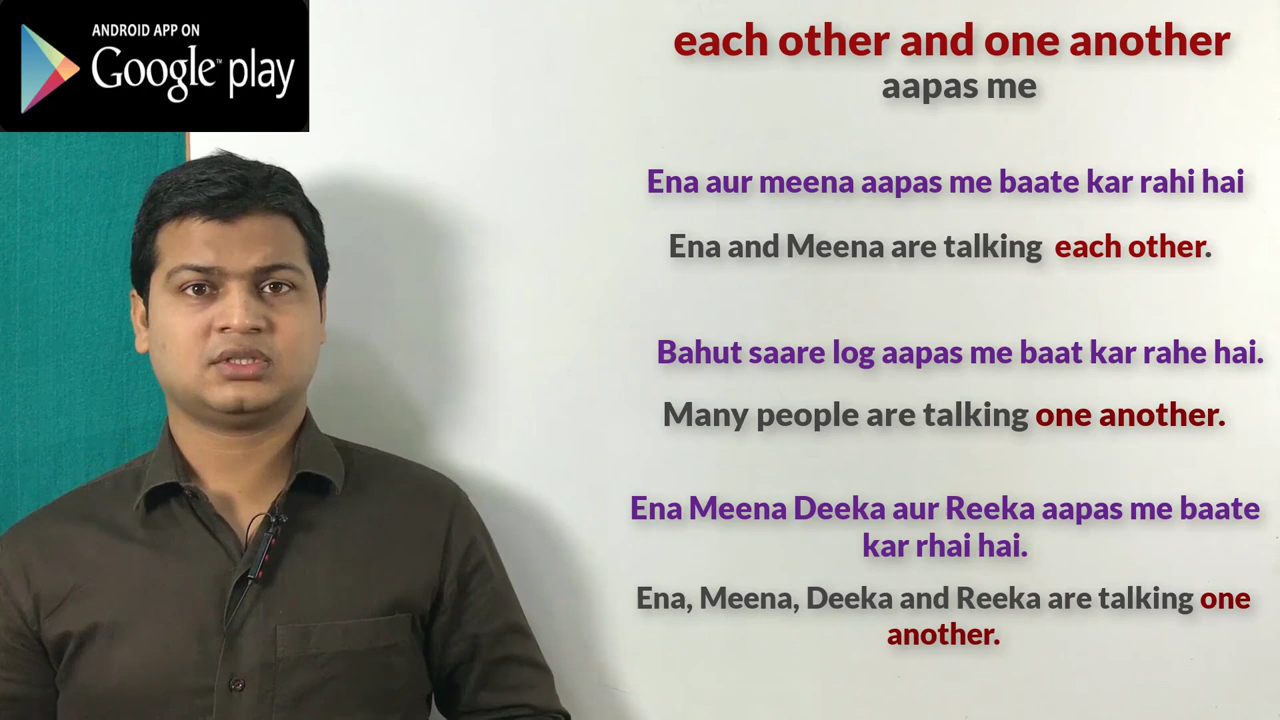 ANDROID APP ON
Google play
each other and one another
aapas me
Ena aur meena aapas me baate kar rahi hai
Ena and Meena are talking each other.
Bahut saare log aapas me baat kar rahe hai.
Many people are talking one another.
Ena Meena Deeka aur Reeka aapas me baate
kar rhai hai.
Ena, Meena, Deeka and Reeka are talking one
another.